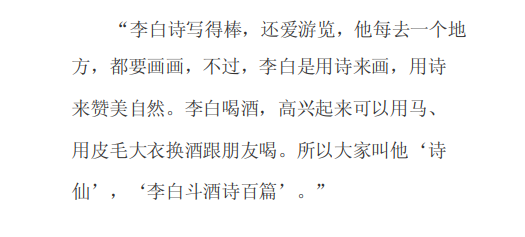 “李白诗写得棒，还爱游览，他每去一个地
方，都要画画，不过，李白是用诗来画，用诗
来赞美自然。李白喝酒，高兴起来可以用马、
用皮毛大衣换酒跟朋友喝。所以大家叫他‘诗
仙’，‘李白斗酒诗百篇’。”